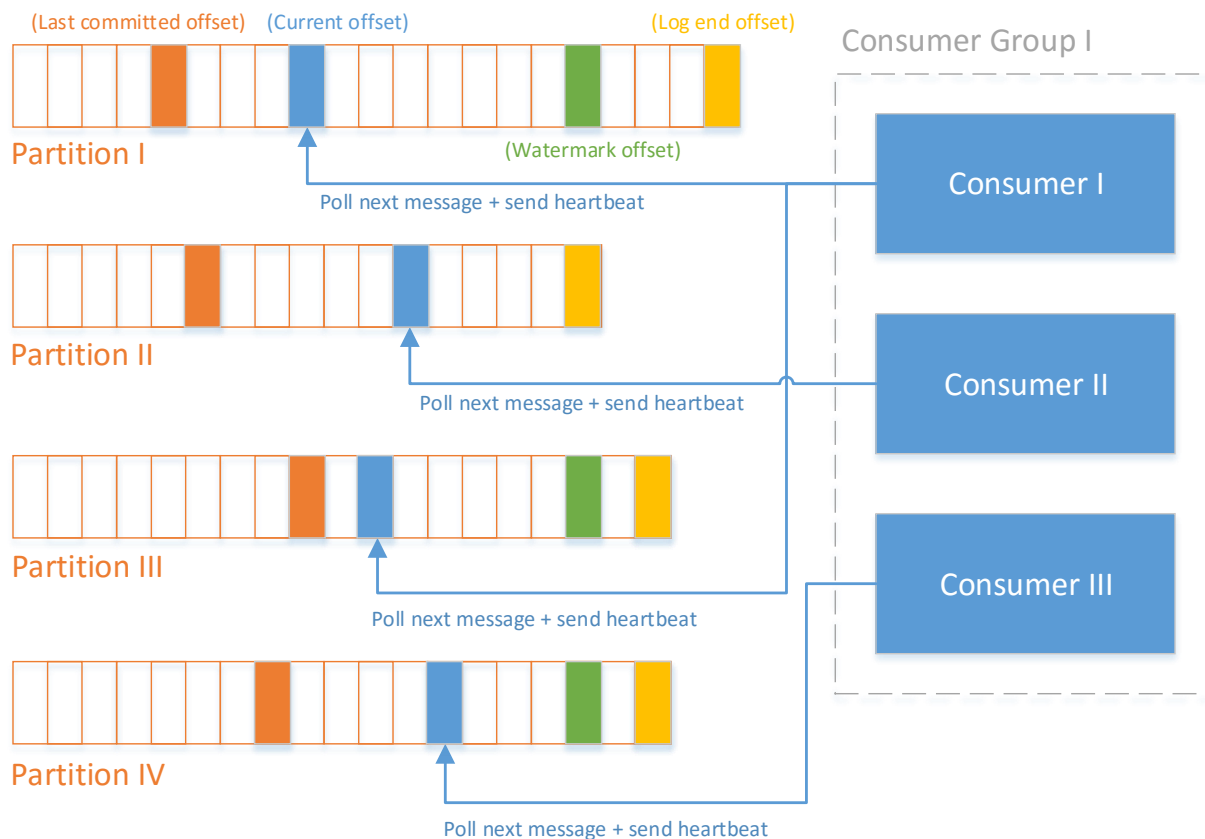 (Last committed offset)
(Current offset)
(Log end offset)
Consumer Group I
Partition I
(Watermark offset)
Consumer I
Poll next message + send heartbeat
Partition II
Consumer II
Poll next message + send heartbeat
Partition III
Consumer III
Poll next message + send heartbeat
Partition IV
Poll next message + send heartbeat